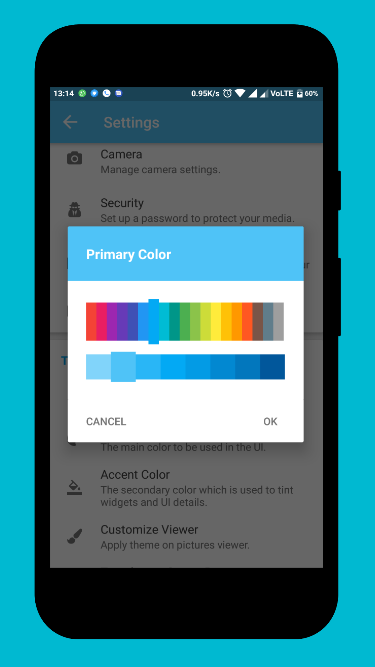 13:14 0.95K/s VoLTE 60%
Settings
Camera
Manage camera settings.
Security
Set up a password to protect your media.
Primary Color
CANCEL OK
The main color to be used in the UI.
Accent Color
The secondary color which is used to tint
widgets and UI details.
Customize Viewer
Apply theme on pictures viewer.